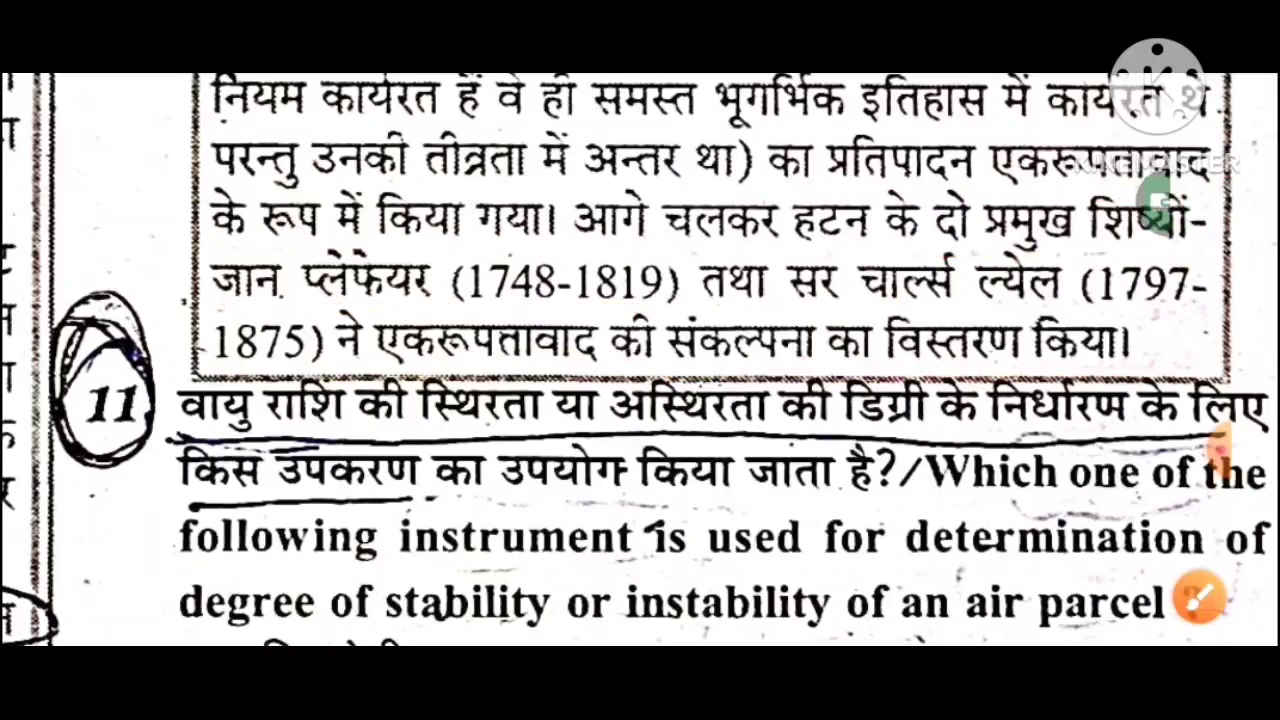 नियम कार्यरत हैं वे ही समस्त भूगर्भिक इतिहास में कार्यरत थे
परन्तु उनकी तीव्रता में अन्तर था) का प्रतिपादन एकरूपतावाद
KINEMASTER
के रूप में किया गया। आगे चलकर हटन के दो प्रमुख शिष्यों-
जान प्लेफेयर (1748-1819) तथा सर चार्ल्स ल्येल (1797-
1875) ने एकरूपत्तावाद की संकल्पना का विस्तरण किया।
11 वायु राशि की स्थिरता या अस्थिरता की डिग्री के निर्धारण के लिए
किस उपकरण का उपयोग किया जाता है?/Which one of the
following instrument is used for determination of
degree of stability or instability of an air parcel